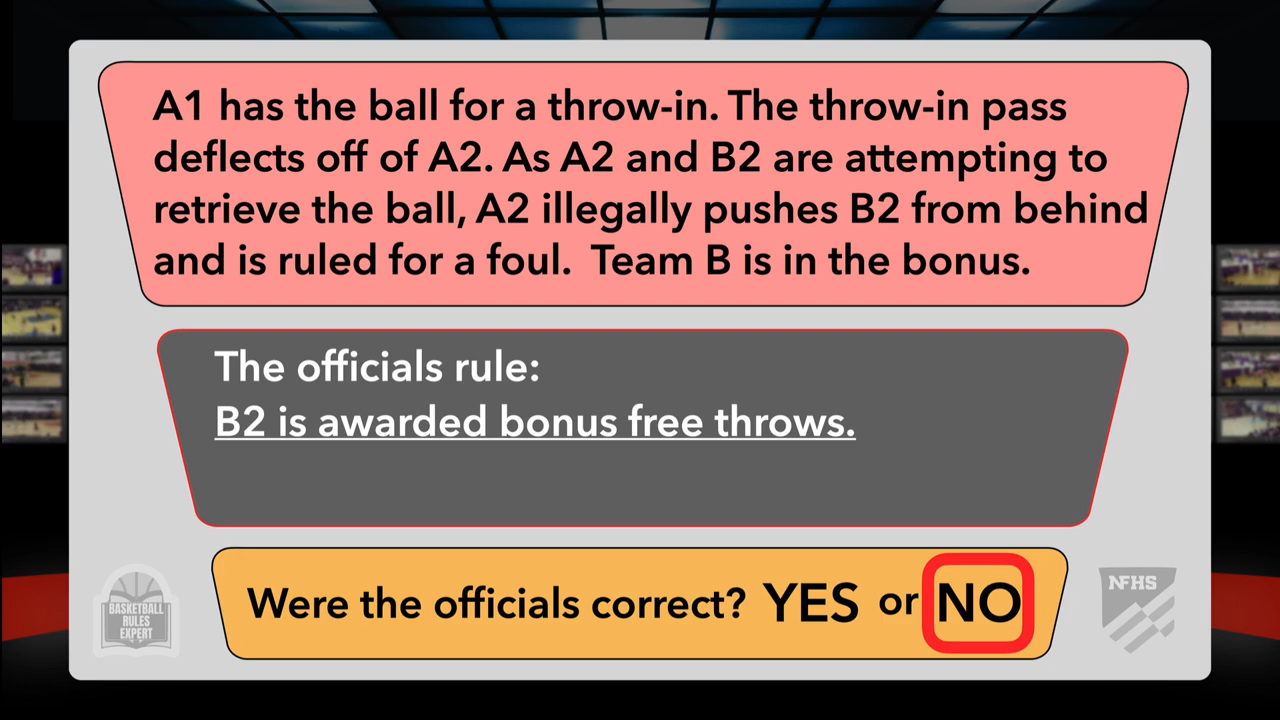 A1 has the ball for a throw-in. The throw-in pass
deflects off of A2. As A2 and B2 are attempting to
retrieve the ball, A2 illegally pushes B2 from behind
and is ruled for a foul.  Team B is in the bonus.
The officials rule:
B2 is awarded bonus free throws.
Were the officials correct? YES or NO
BASKETBALL
RULES
EXPERT
NFHS